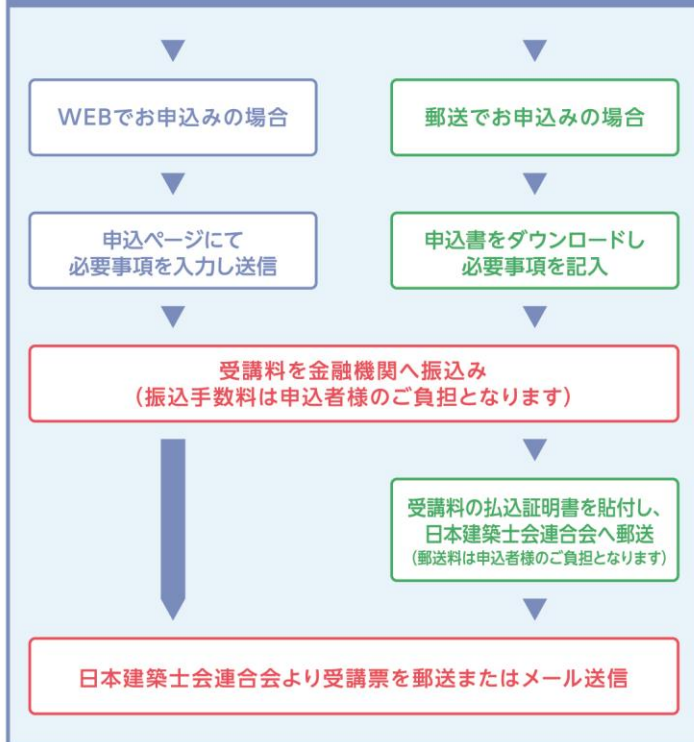 WEBでお申込みの場合
郵送でお申込みの場合
申込ページにて
必要事項を入力し送信
申込書をダウンロードし
必要事項を記入
受講料を金融機関へ振込み
(振込手数料は申込者様のご負担となります)
受講料の払込証明書を貼付し、
日本建築士会連合会へ郵送
(郵送料は申込者様のご負担となります)
日本建築士会連合会より受講票を郵送またはメール送信